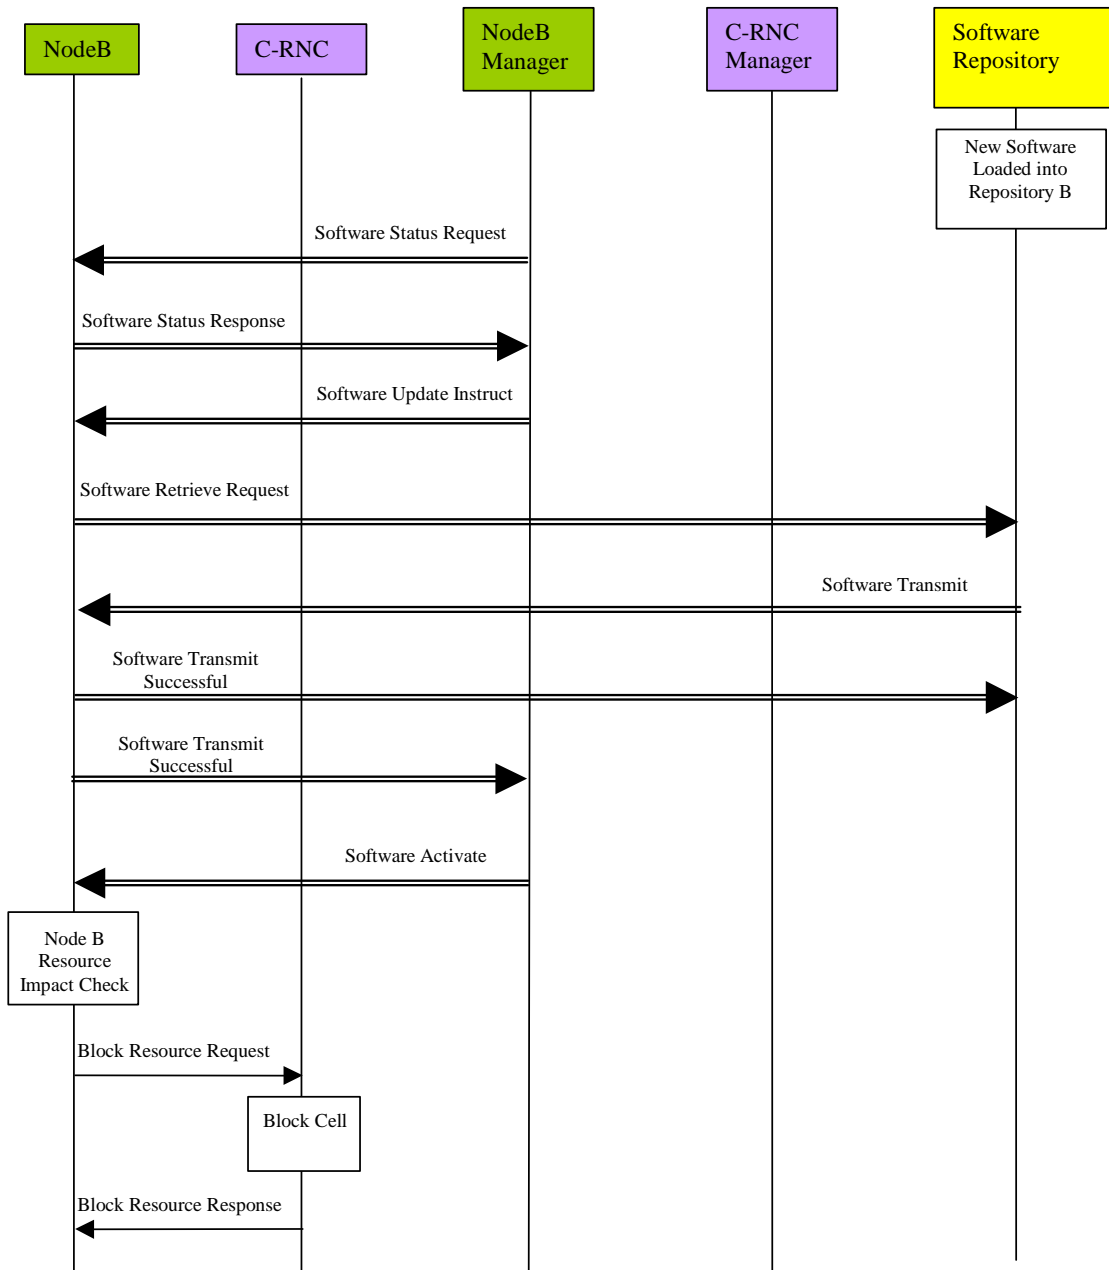 NodeB
C-RNC
NodeB
Manager
C-RNC
Manager
Software
Repository
New Software
Loaded into
Repository B
Software Status Request
Software Status Response
Software Update Instruct
Software Retrieve Request
Software Transmit
Software Transmit
Successful
Software Transmit
Successful
Software Activate
Node B
Resource
Impact Check
Block Resource Request
Block Cell
Block Resource Response